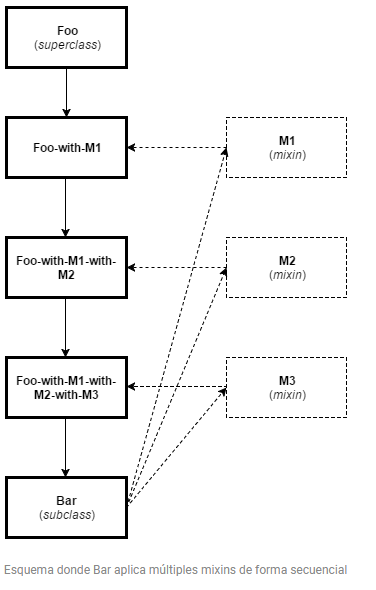 Foo
(superclass)
Foo-with-M1
M1
(mixin)
Foo-with-M1-with-
M2
M2
(mixin)
Foo-with-M1-with-
M2-with-M3
M3
(mixin)
Bar
(subclass)
Esquema donde Bar aplica múltiples mixins de forma secuencial